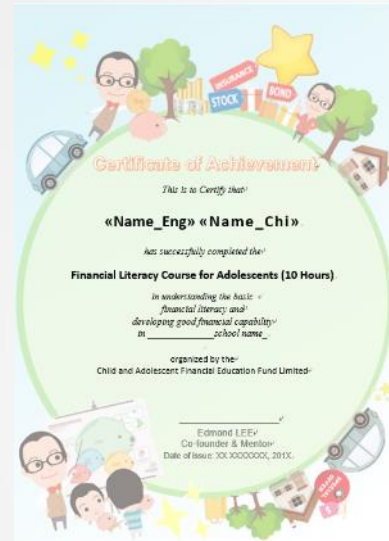 INSURANCE
STOCK
BOND
Certificate of Achievement
This is to Certify that
«Name_Eng» «Name_Chi»
has successfully completed the
Financial Literacy Course for Adolescents (10 Hours)
in understanding the basic
financial literacy and
developing good financial capability
in ____________school name_
organized by the
Child and Adolescent Financial Education Fund Limited
Edmond LEE
Co-founder & Mentor
Date of issue: XX XXXXXXX, 201X.